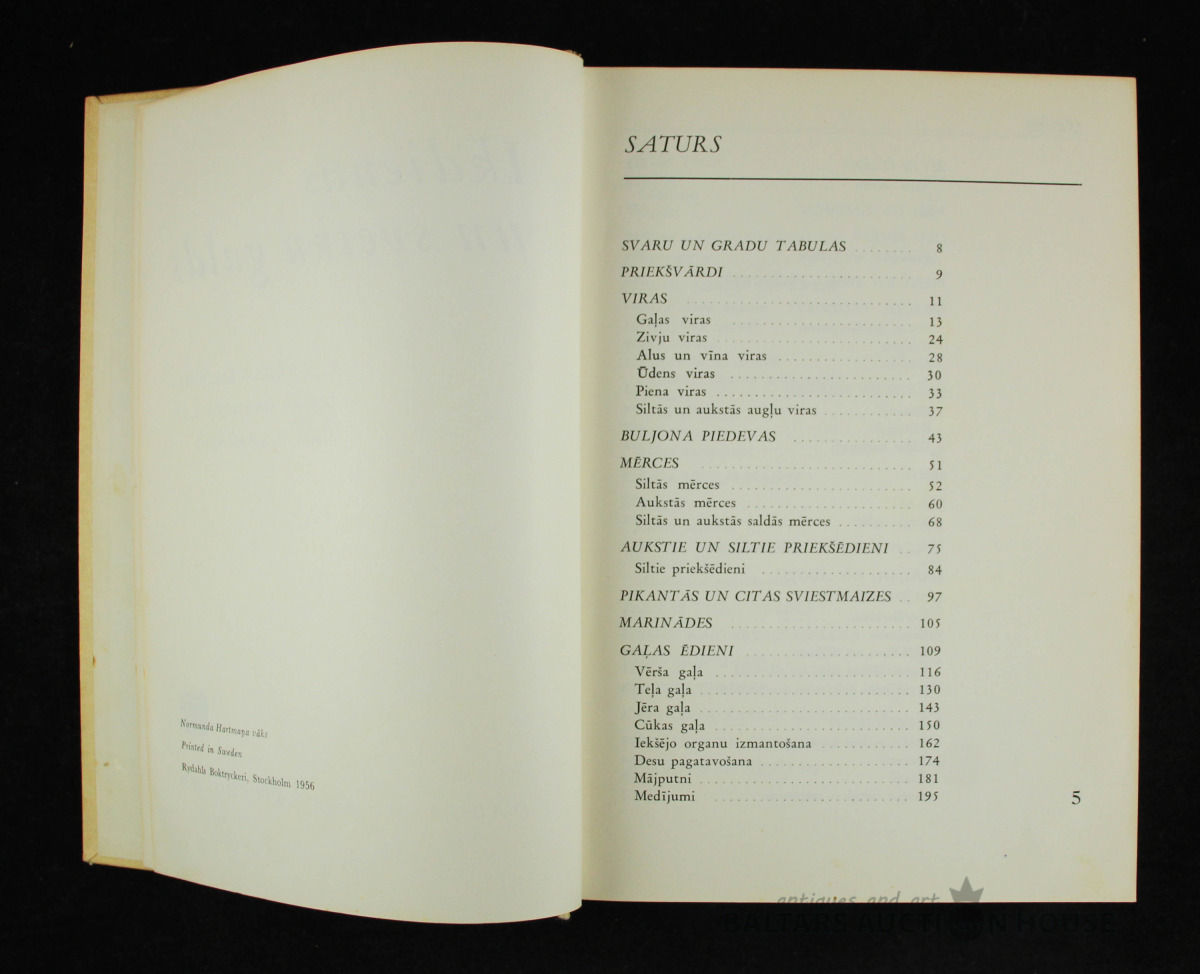 Normunda Hartmaņa vāks
Printed in Sweden
Rydahls Boktryckeri, Stockholm 1956
SATURS
SVARU UN GRADU TABULAS ........ 8
PRIEKŠVĀRDI ........ 9
VIRAS ........ 11
Gaļas viras ........ 13
Zivju viras ........ 24
Alus un vīna viras ........ 28
Ūdens viras ........ 30
Piena viras ........ 33
Siltās un aukstās augļu viras ........ 37
BULJONA PIEDEVAS ........ 43
MĒRCES ........ 51
Siltās mērces ........ 52
Aukstās mērces ........ 60
Siltās un aukstās saldās mērces ........ 68
AUKSTIE UN SILTIE PRIEKŠĒDIENI .. 75
Siltie priekšēdieni ........ 84
PIKANTĀS UN CITAS SVIESTMAIZES .. 97
MARINĀDES ........ 105
GAĻAS ĒDIENI ........ 109
Vērša gaļa ........ 116
Teļa gaļa ........ 130
Jēra gaļa ........ 143
Cūkas gaļa ........ 150
Iekšējo organu izmantošana ........ 162
Desu pagatavošana ........ 174
Mājputni ........ 181
Medījumi ........ 195
5
antiques and art
BALTARS AUCTION HOUSE